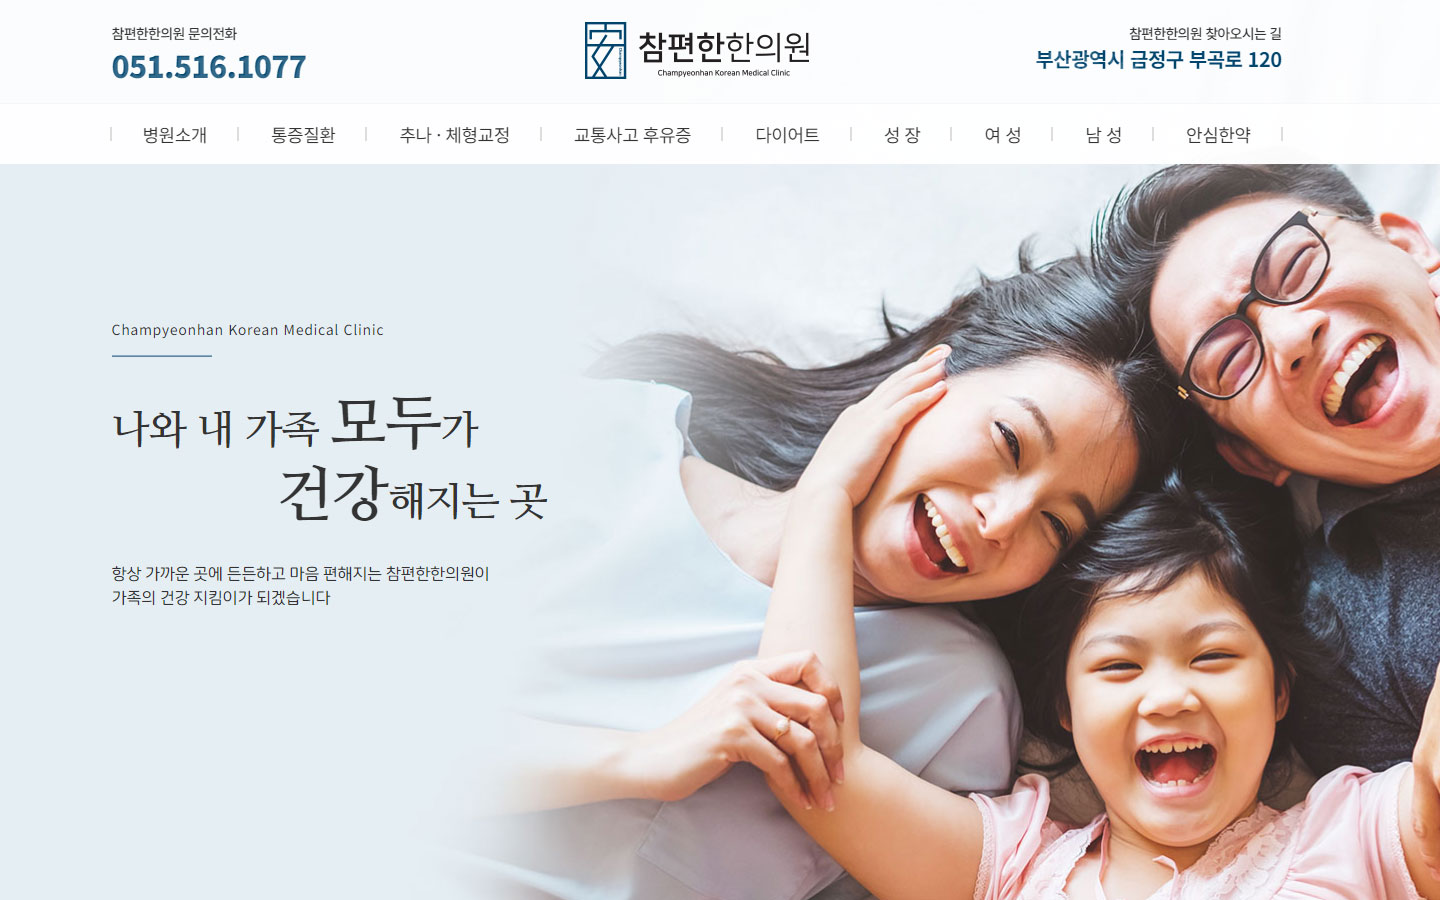 참편한한의원 문의전화
051.516.1077
참편한한의원
Champyeonhan Korean Medical Clinic
참편한한의원 찾아오시는 길
부산광역시 금정구 부곡로 120
병원소개
통증질환
추나 · 체형교정
교통사고 후유증
다이어트
성 장
여 성
남 성
안심한약
Champyeonhan Korean Medical Clinic
나와 내 가족 모두가
건강해지는 곳
항상 가까운 곳에 든든하고 마음 편해지는 참편한한의원이
가족의 건강 지킴이가 되겠습니다